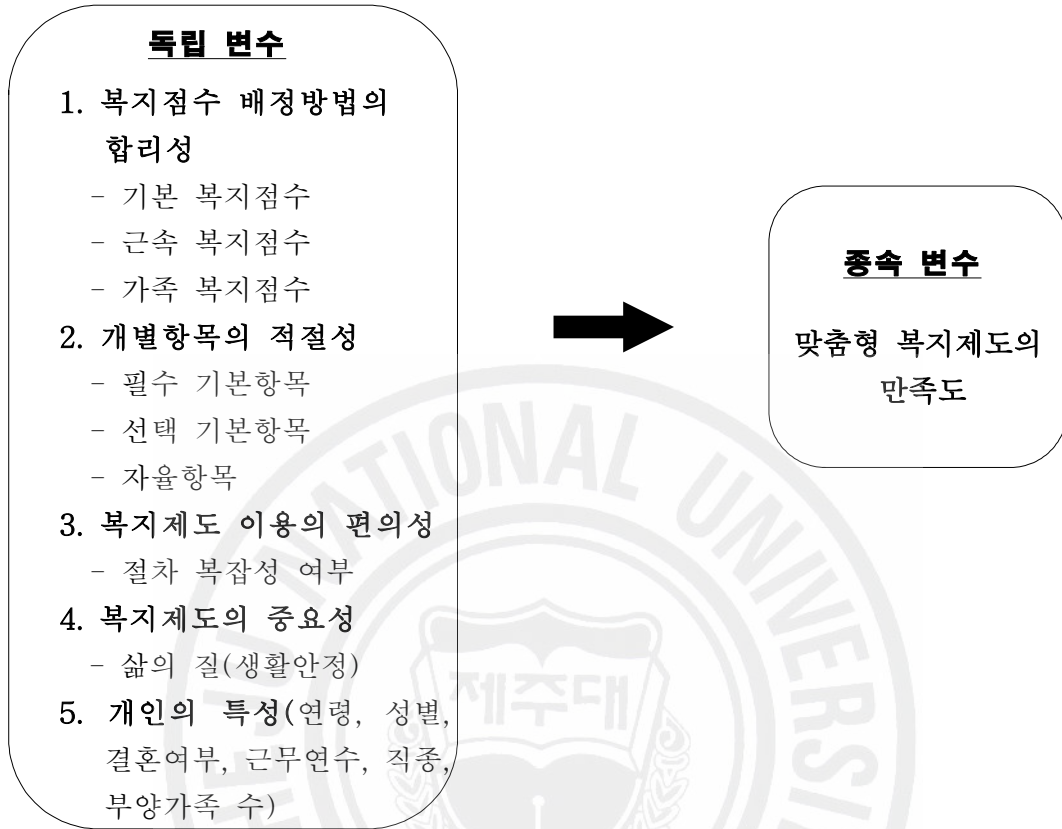 독립 변수
1. 복지점수 배정방법의
합리성
- 기본 복지점수
- 근속 복지점수
- 가족 복지점수
2. 개별항목의 적절성
- 필수 기본항목
- 선택 기본항목
- 자율항목
3. 복지제도 이용의 편의성
- 절차 복잡성 여부
4. 복지제도의 중요성
- 삶의 질(생활안정)
5. 개인의 특성(연령, 성별,
결혼여부, 근무연수, 직종,
부양가족 수)
종속 변수
맞춤형 복지제도의
만족도
NATIONAL
제주대